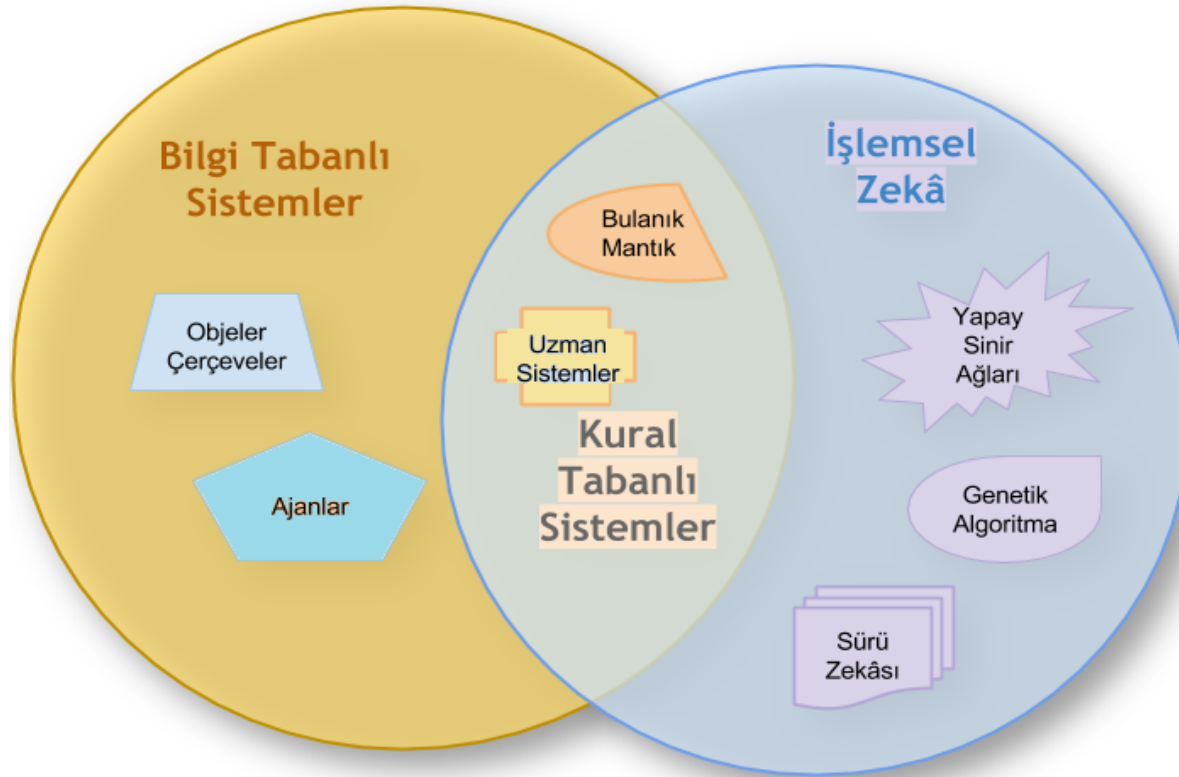 Bilgi Tabanlı
Sistemler
Objeler
Çerçeveler
Ajanlar
Bulanık
Mantık
Uzman
Sistemler
Kural
Tabanlı
Sistemler
İşlemsel
Zekâ
Yapay
Sinir
Ağları
Genetik
Algoritma
Sürü
Zekâsı